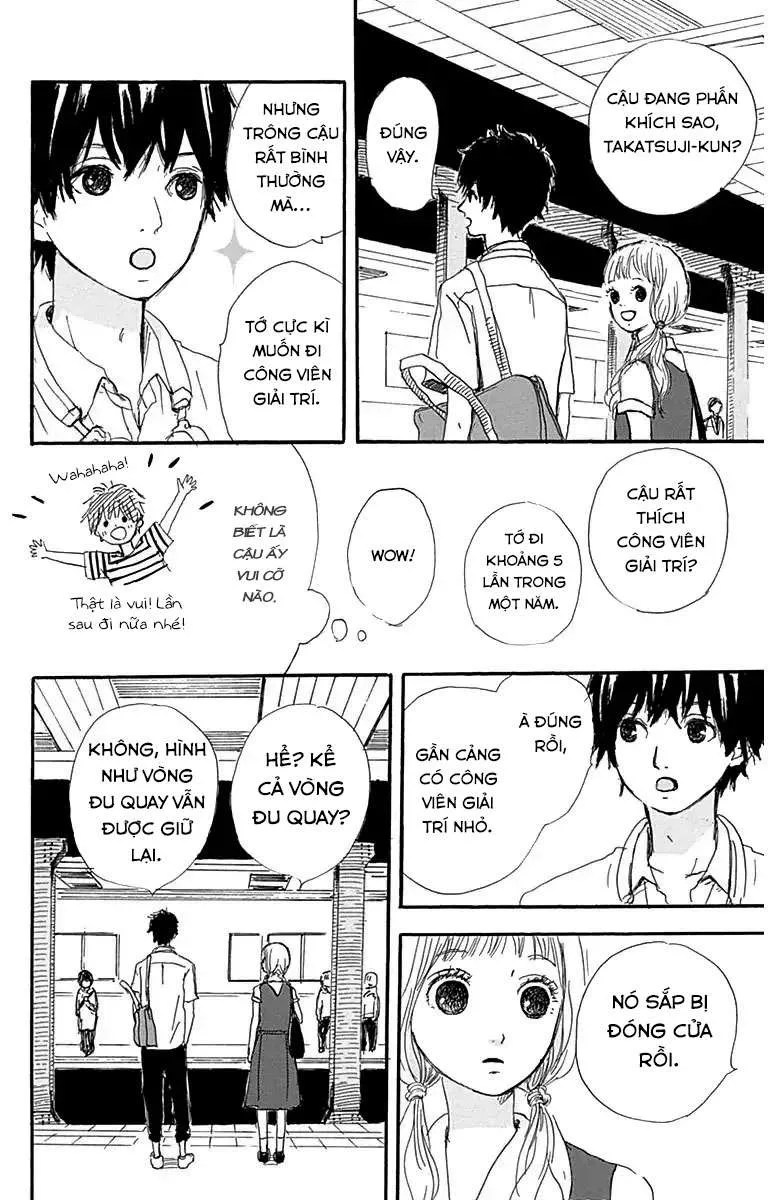 CẬU ĐANG PHẤN
KHÍCH SAO,
TAKATSUJI-KUN?
ĐÚNG
VẬY.
NHƯNG
TRÔNG CẬU
RẤT BÌNH
THƯỜNG
MÀ...
TỚ CỰC KÌ
MUỐN ĐI
CÔNG VIÊN
GIẢI TRÍ.
CẬU RẤT
THÍCH
CÔNG VIÊN
GIẢI TRÍ?
TỚ ĐI
KHOẢNG 5
LẦN TRONG
MỘT NĂM.
WOW!
KHÔNG
BIẾT LÀ
CẬU ẤY
VUI CỠ
NÀO.
Wahahaha!
Thật là vui! Lần
sau đi nữa nhé!
À ĐÚNG
RỒI,
GẦN CẢNG
CÓ CÔNG
VIÊN GIẢI
TRÍ NHỎ.
NÓ SẮP BỊ
ĐÓNG CỬA
RỒI.
HỂ? KỂ
CẢ VÒNG
ĐU QUAY?
KHÔNG, HÌNH
NHƯ VÒNG
ĐU QUAY VẪN
ĐƯỢC GIỮ
LẠI.